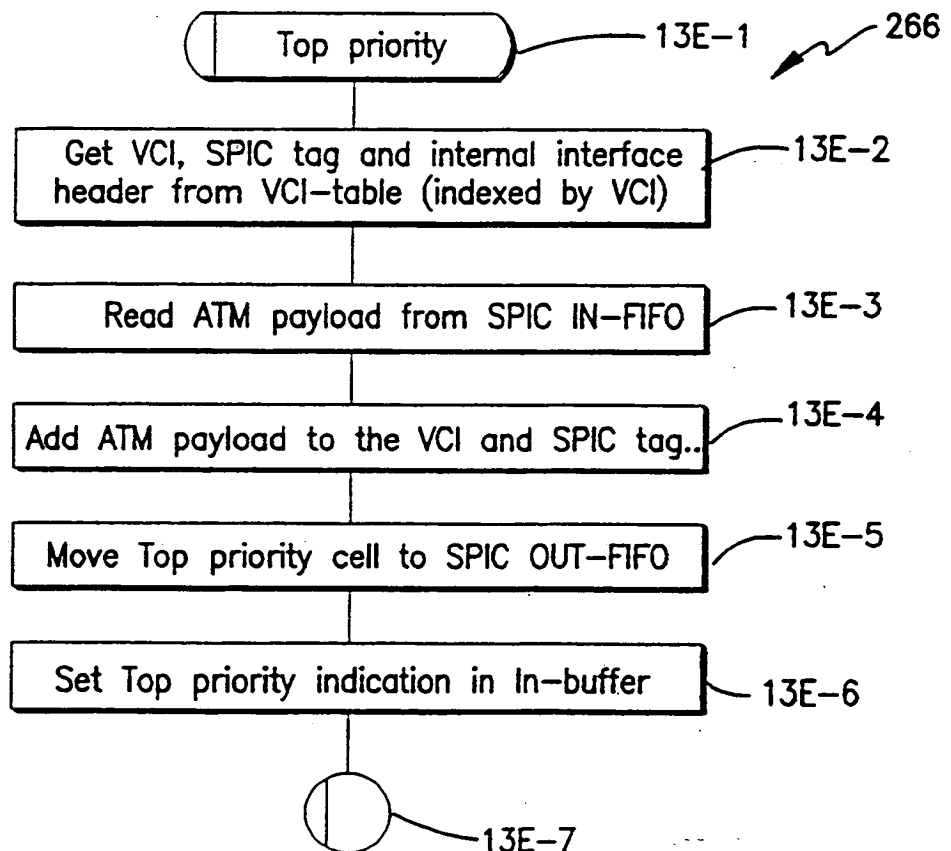 Top priority
13E-1
266
Get VCI, SPIC tag and internal interface
header from VCI-table (indexed by VCI)
13E-2
Read ATM payload from SPIC IN-FIFO
13E-3
Add ATM payload to the VCI and SPIC tag..
13E-4
Move Top priority cell to SPIC OUT-FIFO
13E-5
Set Top priority indication in In-buffer
13E-6
13E-7